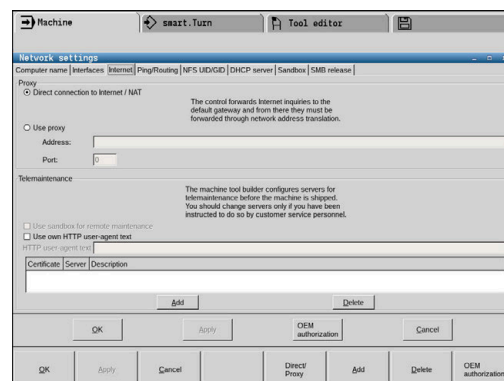 Machine
smart.Turn
Tool editor
Network settings
Computer name Interfaces Internet Ping/Routing NFS UID/GID DHCP server Sandbox SMB release
Proxy
Direct connection to Internet / NAT
The control forwards Internet inquiries to the
default gateway and from there they must be
forwarded through network address translation.
Use proxy
Address:
Port: 0
Telemaintenance
The machine tool builder configures servers for
telemaintenance before the machine is shipped.
You should change servers only if you have been
instructed to do so by customer service personnel.
Use sandbox for remote maintenance
Use own HTTP user-agent text
HTTP user-agent text
Certificate Server Description
Add Delete
OK Apply OEM authorization Cancel
OK Apply Cancel Direct/ Proxy Add Delete OEM authorization